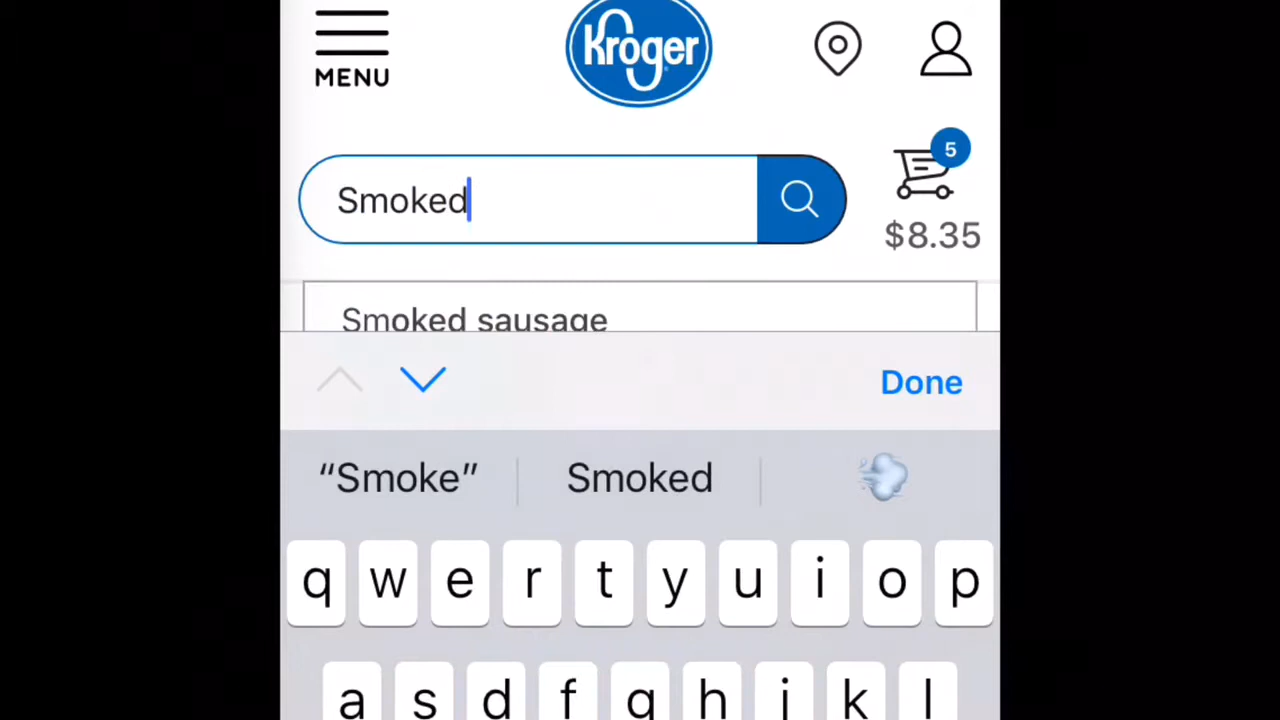 MENU
Kroger
5
Smoked
$8.35
Smoked sausage
Done
“Smoke” Smoked
q w e r t y u i o p
a s d f g h j k l